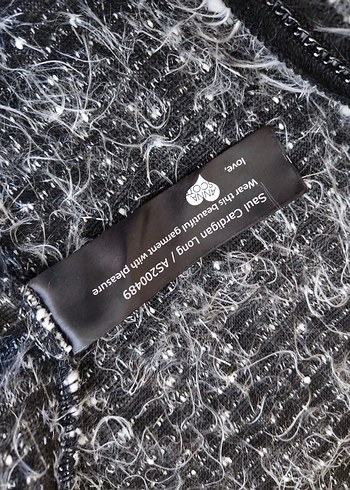 Saul Cardigan Long / AS200489
Wear this beautiful garment with pleasure
love,